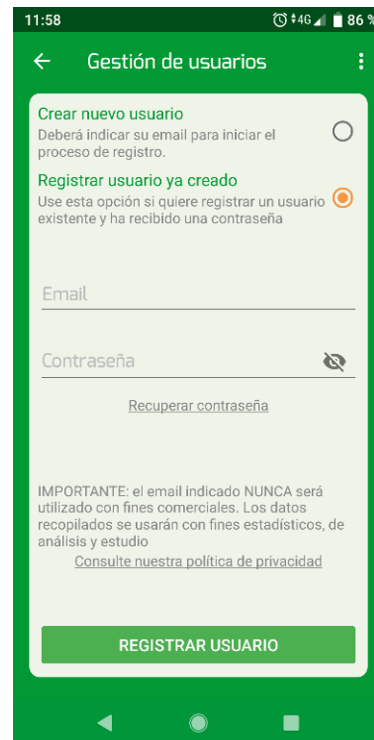 11:58 4G 86 %
Gestión de usuarios
Crear nuevo usuario
Deberá indicar su email para iniciar el
proceso de registro.
Registrar usuario ya creado
Use esta opción si quiere registrar un usuario
existente y ha recibido una contraseña
Email
Contraseña
Recuperar contraseña
IMPORTANTE: el email indicado NUNCA será
utilizado con fines comerciales. Los datos
recopilados se usarán con fines estadísticos, de
análisis y estudio
Consulte nuestra política de privacidad
REGISTRAR USUARIO